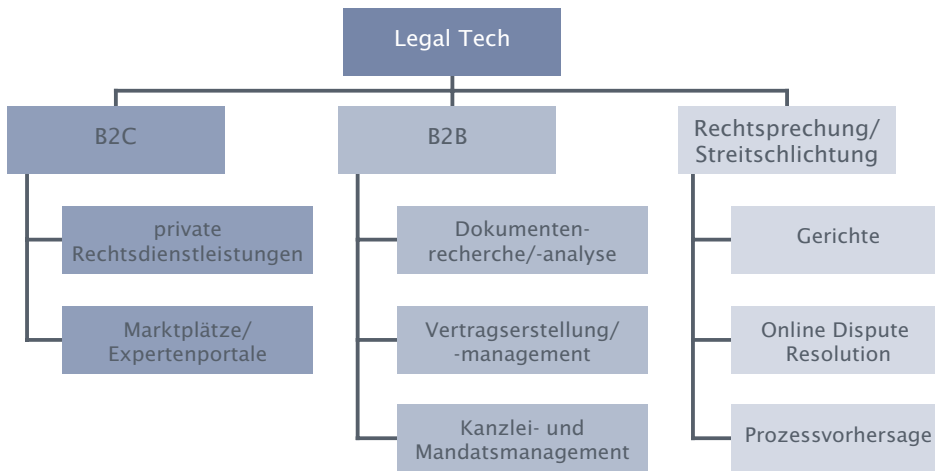 Legal Tech
B2C
B2B
Rechtsprechung/
Streitschlichtung
private
Rechtsdienstleistungen
Marktplätze/
Expertenportale
Dokumenten-
recherche/-analyse
Vertragserstellung/
-management
Kanzlei- und
Mandatsmanagement
Gerichte
Online Dispute
Resolution
Prozessvorhersage